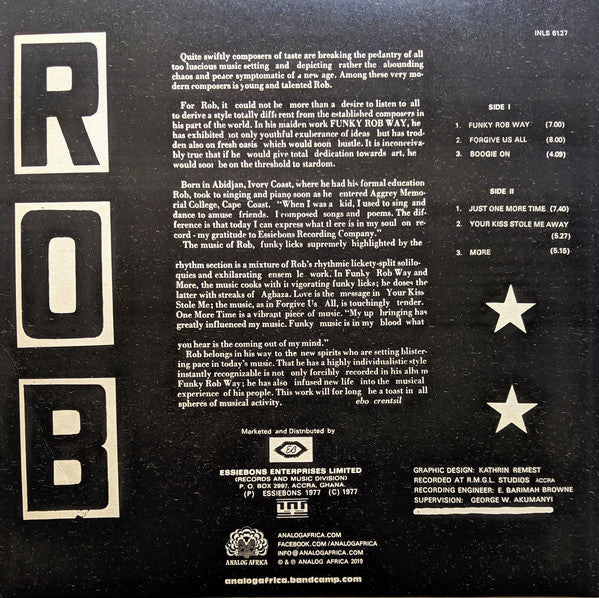 ROB
INLS 6127
Quite swiftly composers of taste are breaking the pedantry of all
too luscious music setting and depicting rather the abounding
chaos and peace symptomatic of a new age. Among these very mo-
dern composers is young and talented Rob.
For Rob, it could not be more than a desire to listen to all
to derive a style totally different from the established composers in
his part of the world. In his maiden work FUNKY ROB WAY, he
has exhibited not only youthful exuberance of ideas but has trod-
den also on fresh oasis which would soon hustle. It is inconceiva-
bly true that if he would give total dedication towards art, he
would soon be on the threshold to stardom.
Born in Abidjan, Ivory Coast, where he had his formal education
Rob, took to singing and piano soon as he entered Aggrey Memo-
rial College, Cape Coast. "When I was a kid, I used to sing and
dance to amuse friends. I composed songs and poems. The dif-
ference is that today I can express what there is in my soul on re-
cord - my gratitude to Essiebons Recording Company."
The music of Rob, funky licks supremely highlighted by the
rhythm section is a mixture of Rob's rhythmic lickety-split solilo-
quies and exhilarating ensem le work. In Funky Rob Way and
More, the music cooks with it vigorating funky licks; he doses the
latter with streaks of Agbaza. Love is the message in Your Kiss
Stole Me; the music, as in Forgive Us All, is touchingly tender.
One More Time is a vibrant piece of music. "My up bringing has
greatly influenced my music. Funky music is in my blood what
you hear is the coming out of my mind."
Rob belongs in his way to the new spirits who are setting blister-
ing pace in today's music. That he has a highly individualistic style
instantly recognizable is not only forcibly recorded in his album
Funky Rob Way; he has also infused new life into the musical
experience of his people. This work will for long be a toast in all
spheres of musical activity. ebo crentsil
SIDE I
1. FUNKY ROB WAY (7.00)
2. FORGIVE US ALL (8.00)
3. BOOGIE ON (4.09)
SIDE II
1. JUST ONE MORE TIME (7.40)
2. YOUR KISS STOLE ME AWAY
(5.27)
3. MORE (5.15)
Marketed and Distributed by
EB
ESSIEBONS ENTERPRISES LIMITED
(RECORDS AND MUSIC DIVISION)
P. O. BOX 2997, ACCRA, GHANA.
(P) ESSIEBONS 1977 (C) 1977
GRAPHIC DESIGN: KATHRIN REMEST
RECORDED AT R.M.G.L. STUDIOS ACCRA
RECORDING ENGINEER: E. BARIMAH BROWNE
SUPERVISION: GEORGE W. AKUMANYI
ANALOG AFRICA
ANALOGAFRICA.COM
FACEBOOK.COM/ANALOGAFRICA
INFO@ANALOGAFRICA.COM
© & ℗ ANALOG AFRICA 2019
analogafrica.bandcamp.com